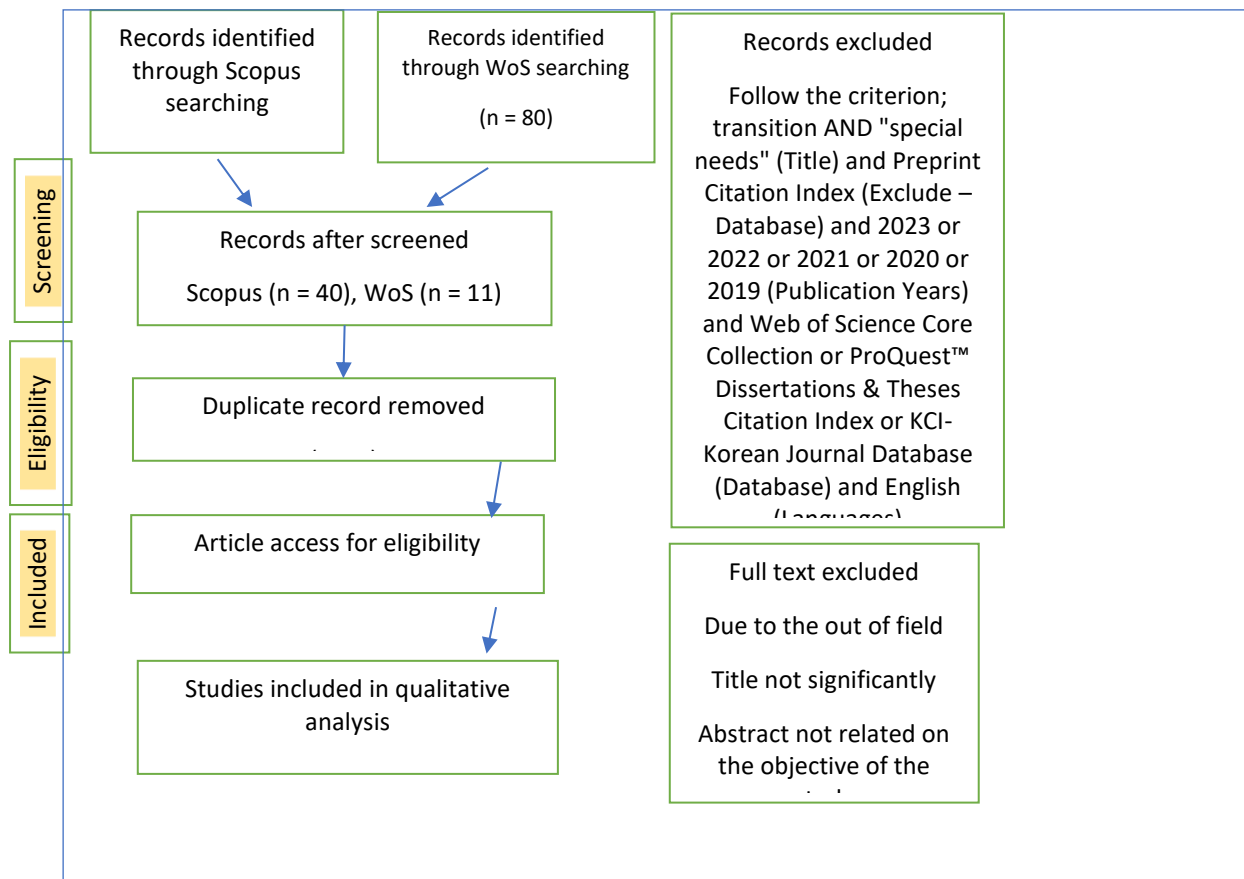 Records identified
through Scopus
searching
Records identified
through WoS searching
(n = 80)
Records excluded
Follow the criterion;
transition AND "special
needs" (Title) and Preprint
Citation Index (Exclude –
Database) and 2023 or
2022 or 2021 or 2020 or
2019 (Publication Years)
and Web of Science Core
Collection or ProQuest™
Dissertations & Theses
Citation Index or KCI-
Korean Journal Database
(Database) and English
(Languages)
Screening
Records after screened
Scopus (n = 40), WoS (n = 11)
Eligibility
Duplicate record removed
Included
Article access for eligibility
Full text excluded
Due to the out of field
Title not significantly
Abstract not related on
the objective of the
Studies included in qualitative
analysis